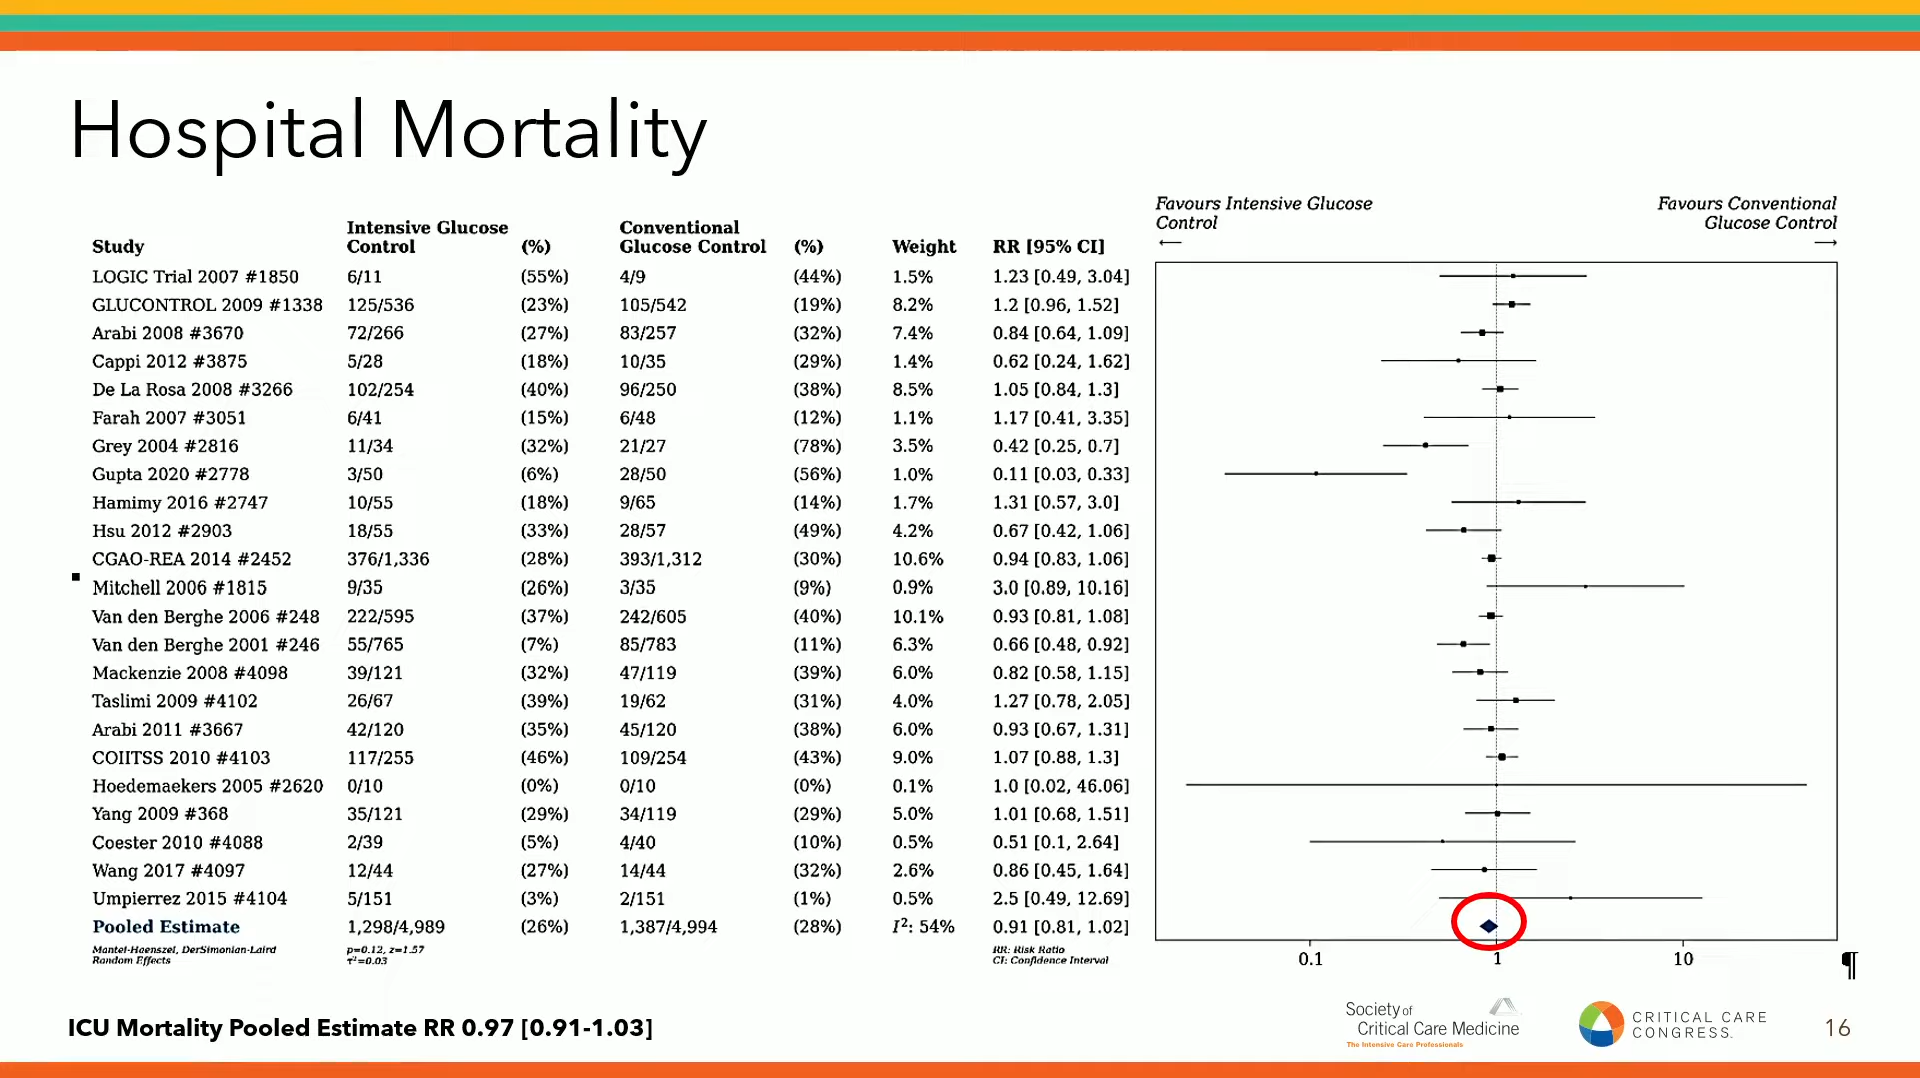 Hospital Mortality
Favours Intensive Glucose Control
←
Favours Conventional Glucose Control
→
Study Intensive Glucose Control (%) Conventional Glucose Control (%) Weight RR [95% CI]
LOGIC Trial 2007 #1850 6/11 (55%) 4/9 (44%) 1.5% 1.23 [0.49, 3.04]
GLUCONTROL 2009 #1338 125/536 (23%) 105/542 (19%) 8.2% 1.2 [0.96, 1.52]
Arabi 2008 #3670 72/266 (27%) 83/257 (32%) 7.4% 0.84 [0.64, 1.09]
Cappi 2012 #3875 5/28 (18%) 10/35 (29%) 1.4% 0.62 [0.24, 1.62]
De La Rosa 2008 #3266 102/254 (40%) 96/250 (38%) 8.5% 1.05 [0.84, 1.3]
Farah 2007 #3051 6/41 (15%) 6/48 (12%) 1.1% 1.17 [0.41, 3.35]
Grey 2004 #2816 11/34 (32%) 21/27 (78%) 3.5% 0.42 [0.25, 0.7]
Gupta 2020 #2778 3/50 (6%) 28/50 (56%) 1.0% 0.11 [0.03, 0.33]
Hamimy 2016 #2747 10/55 (18%) 9/65 (14%) 1.7% 1.31 [0.57, 3.0]
Hsu 2012 #2903 18/55 (33%) 28/57 (49%) 4.2% 0.67 [0.42, 1.06]
CGAO-REA 2014 #2452 376/1,336 (28%) 393/1,312 (30%) 10.6% 0.94 [0.83, 1.06]
Mitchell 2006 #1815 9/35 (26%) 3/35 (9%) 0.9% 3.0 [0.89, 10.16]
Van den Berghe 2006 #248 222/595 (37%) 242/605 (40%) 10.1% 0.93 [0.81, 1.08]
Van den Berghe 2001 #246 55/765 (7%) 85/783 (11%) 6.3% 0.66 [0.48, 0.92]
Mackenzie 2008 #4098 39/121 (32%) 47/119 (39%) 6.0% 0.82 [0.58, 1.15]
Taslimi 2009 #4102 26/67 (39%) 19/62 (31%) 4.0% 1.27 [0.78, 2.05]
Arabi 2011 #3667 42/120 (35%) 45/120 (38%) 6.0% 0.93 [0.67, 1.31]
COIITSS 2010 #4103 117/255 (46%) 109/254 (43%) 9.0% 1.07 [0.88, 1.3]
Hoedemaekers 2005 #2620 0/10 (0%) 0/10 (0%) 0.1% 1.0 [0.02, 46.06]
Yang 2009 #368 35/121 (29%) 34/119 (29%) 5.0% 1.01 [0.68, 1.51]
Coester 2010 #4088 2/39 (5%) 4/40 (10%) 0.5% 0.51 [0.1, 2.64]
Wang 2017 #4097 12/44 (27%) 14/44 (32%) 2.6% 0.86 [0.45, 1.64]
Umpierrez 2015 #4104 5/151 (3%) 2/151 (1%) 0.5% 2.5 [0.49, 12.69]
Pooled Estimate 1,298/4,989 (26%) 1,387/4,994 (28%) I²: 54% 0.91 [0.81, 1.02]
Mantel-Haenszel, DerSimonian-Laird p=0.12, z=1.57 RR: Risk Ratio
Random Effects τ²=0.03 CI: Confidence Interval
0.1 1 10
¶
ICU Mortality Pooled Estimate RR 0.97 [0.91-1.03]
Society of
Critical Care Medicine
The Intensive Care Professionals
CRITICAL CARE
CONGRESS.
16